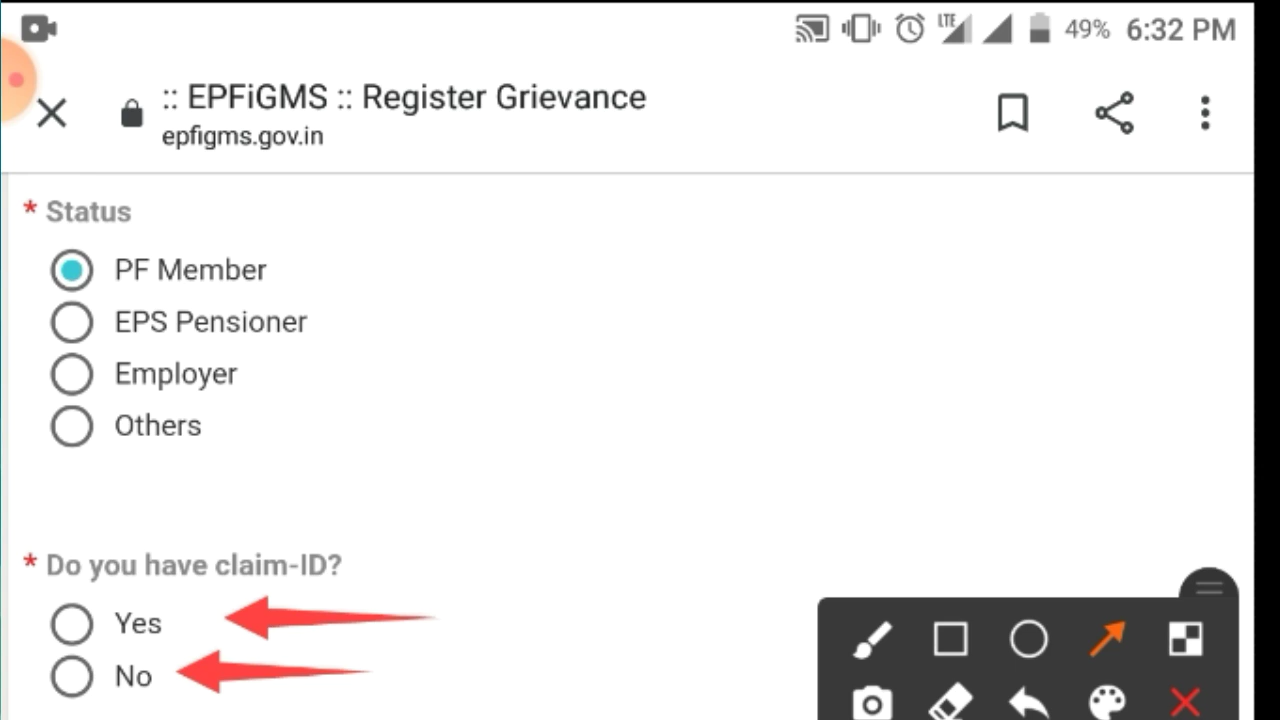 LTE 49% 6:32 PM
:: EPFiGMS :: Register Grievance
epfigms.gov.in
* Status
PF Member
EPS Pensioner
Employer
Others
* Do you have claim-ID?
Yes
No